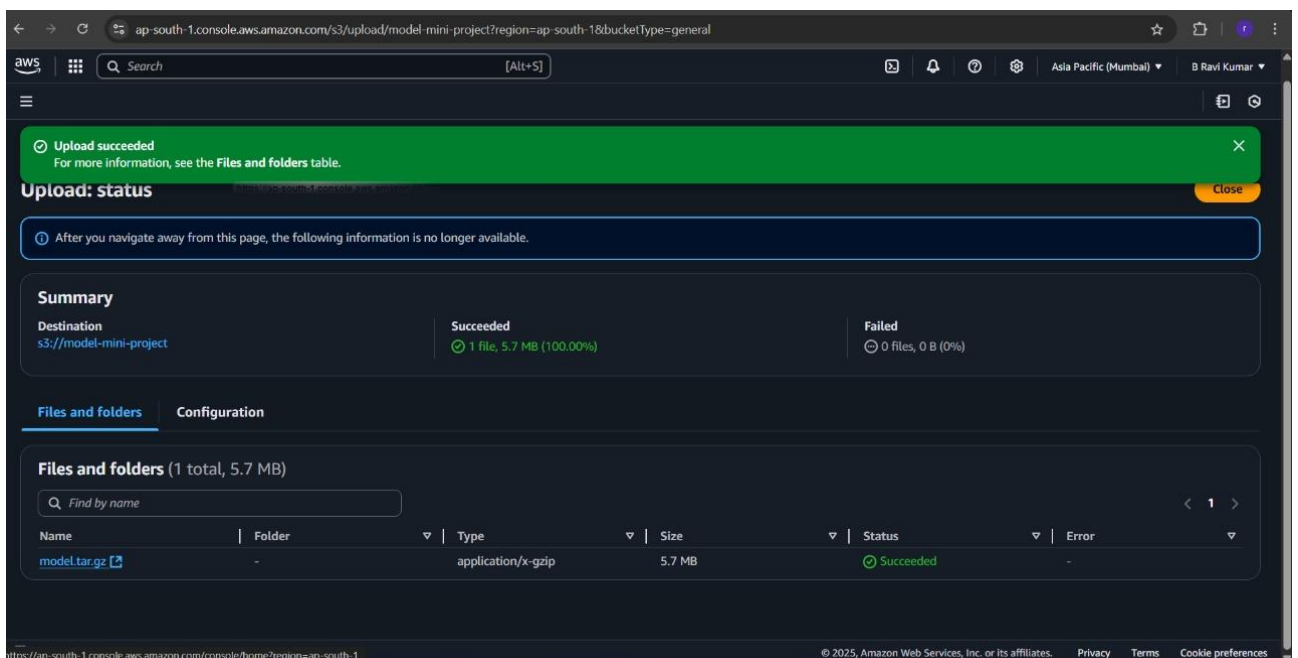 ap-south-1.console.aws.amazon.com/s3/upload/model-mini-project?region=ap-south-1&bucketType=general
r
aws Search [Alt+S] Asia Pacific (Mumbai) ▼ B Ravi Kumar ▼
Upload succeeded
For more information, see the Files and folders table.
Upload: status Close
After you navigate away from this page, the following information is no longer available.
Summary
Destination Succeeded Failed
s3://model-mini-project 1 file, 5.7 MB (100.00%) 0 files, 0 B (0%)
Files and folders Configuration
Files and folders (1 total, 5.7 MB)
Find by name 1
Name Folder Type Size Status Error
model.tar.gz - application/x-gzip 5.7 MB Succeeded -
https://ap-south-1.console.aws.amazon.com/console/home?region=ap-south-1 © 2025, Amazon Web Services, Inc. or its affiliates. Privacy Terms Cookie preferences